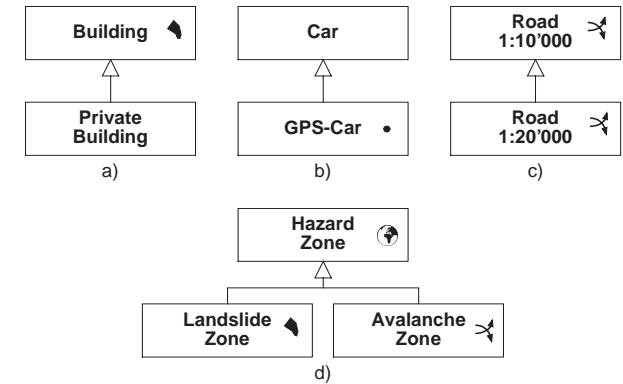 Building
Car
Road
1:10'000
Private
Building
GPS-Car
Road
1:20'000
a)
b)
c)
Hazard
Zone
Landslide
Zone
Avalanche
Zone
d)